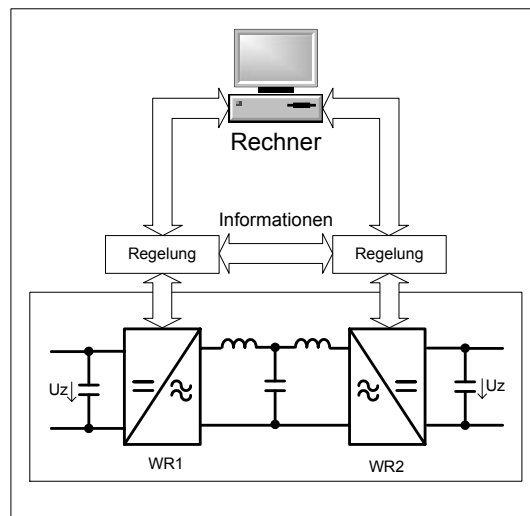 Rechner
Informationen
Regelung
Regelung
Uz
Uz
WR1
WR2